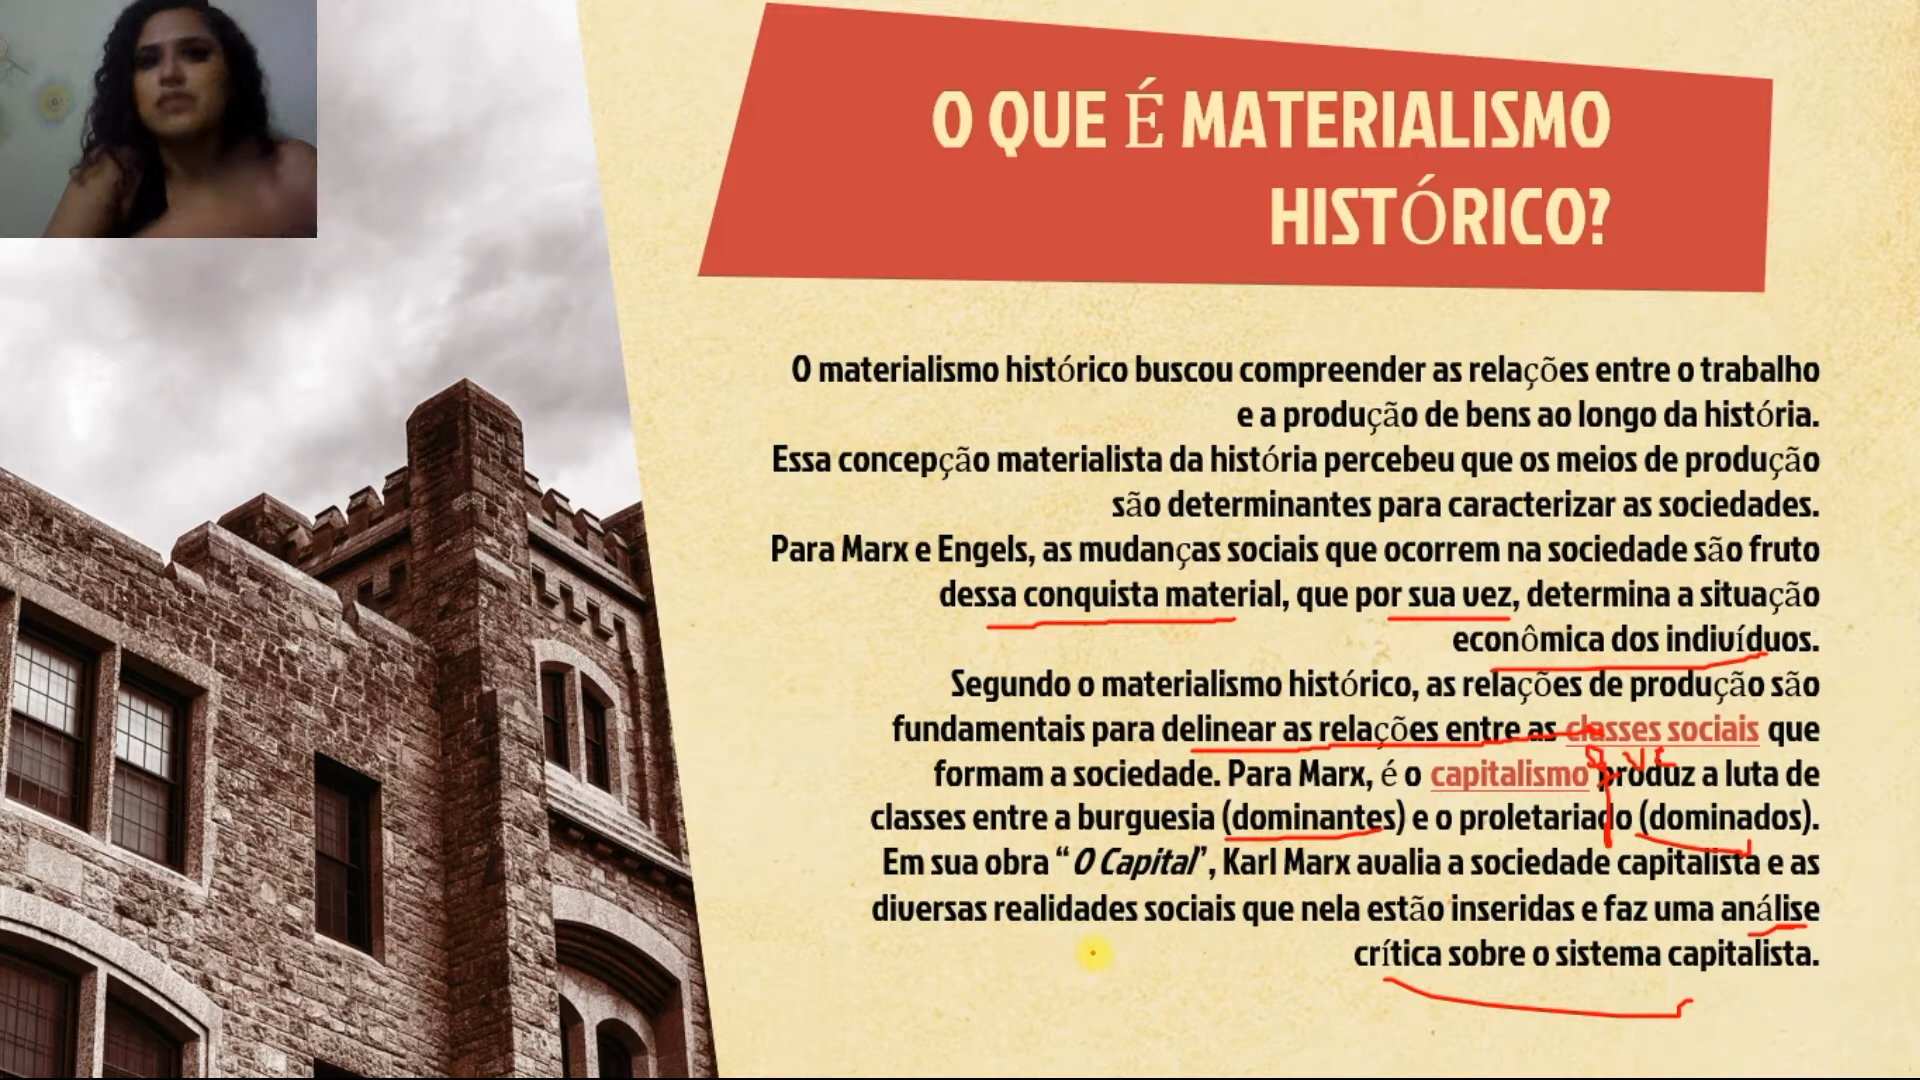 O QUE É MATERIALISMO
HISTÓRICO?
O materialismo histórico buscou compreender as relações entre o trabalho
e a produção de bens ao longo da história.
Essa concepção materialista da história percebeu que os meios de produção
são determinantes para caracterizar as sociedades.
Para Marx e Engels, as mudanças sociais que ocorrem na sociedade são fruto
dessa conquista material, que por sua vez, determina a situação
econômica dos indivíduos.
Segundo o materialismo histórico, as relações de produção são
fundamentais para delinear as relações entre as classes sociais que
formam a sociedade. Para Marx, é o capitalismo que produz a luta de
classes entre a burguesia (dominantes) e o proletariado (dominados).
Em sua obra “O Capital”, Karl Marx avalia a sociedade capitalista e as
diversas realidades sociais que nela estão inseridas e faz uma análise
crítica sobre o sistema capitalista.